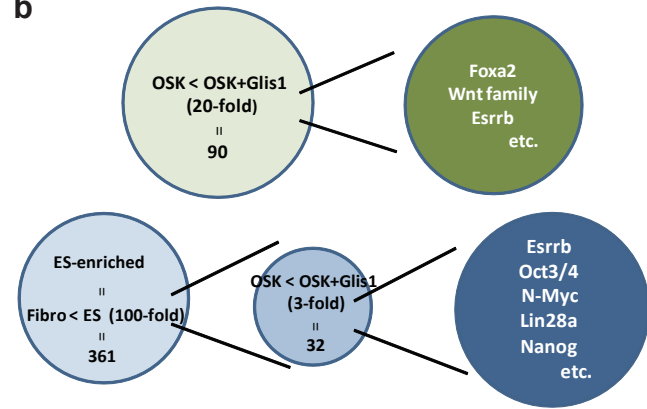 b
OSK < OSK+Glis1
(20-fold)
=
90
Foxa2
Wnt family
Esrrb
etc.
ES-enriched
=
Fibro < ES (100-fold)
=
361
OSK < OSK+Glis1
(3-fold)
=
32
Esrrb
Oct3/4
N-Myc
Lin28a
Nanog
etc.